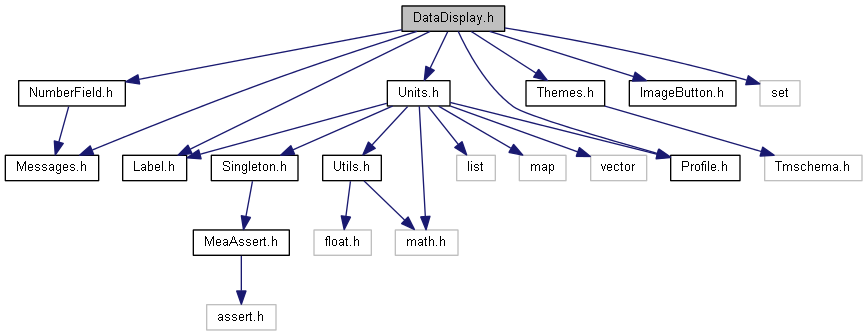 DataDisplay.h
NumberField.h
Units.h
Themes.h
ImageButton.h
set
Messages.h
Label.h
Singleton.h
Utils.h
list
map
vector
Profile.h
Tmschema.h
MeaAssert.h
float.h
math.h
assert.h